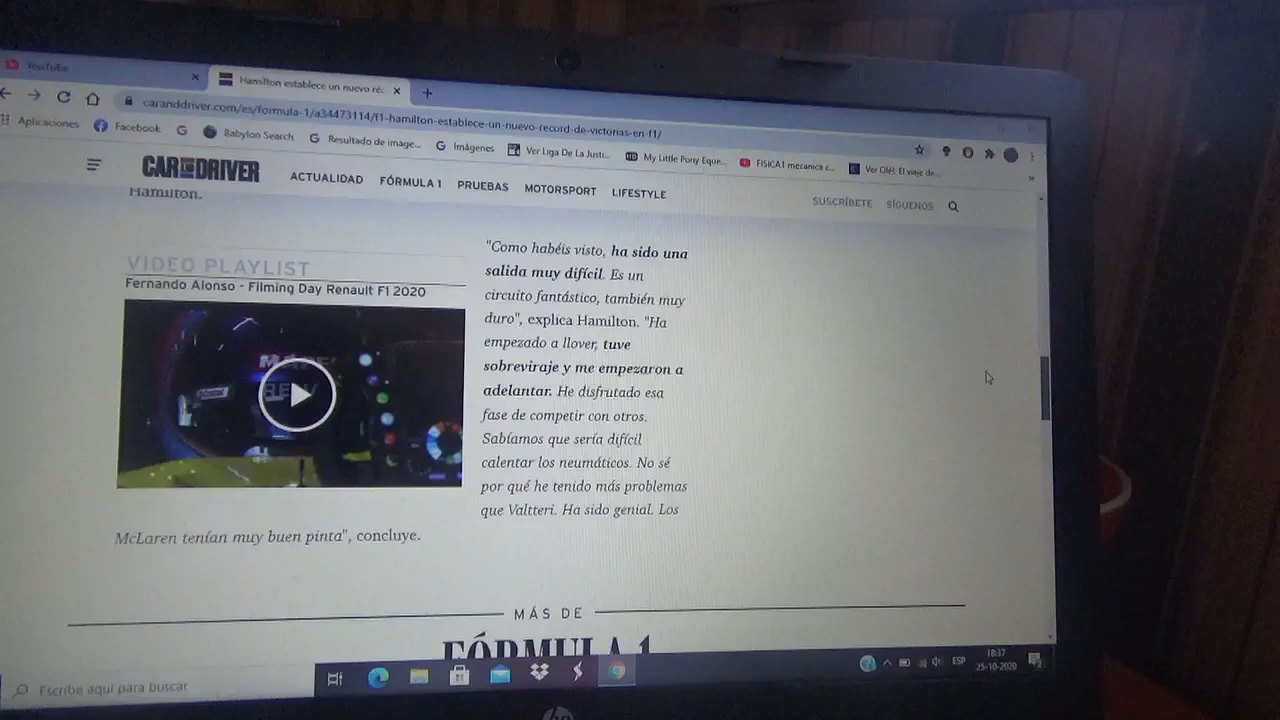 YouTube
Hamilton establece un nuevo réc
caranddriver.com/es/formula-1/a34473114/f1-hamilton-establece-un-nuevo-record-de-victorias-en-f1/
Aplicaciones Facebook Babylon Search Resultado de image... Imágenes Ver Liga De La Justi... My Little Pony Eque... FISICA1 mecanica c... Ver Olé!: El viaje de...
CAR AND DRIVER ACTUALIDAD FÓRMULA 1 PRUEBAS MOTORSPORT LIFESTYLE SUSCRÍBETE SÍGUENOS
Hamilton.
VIDEO PLAYLIST
Fernando Alonso - Filming Day Renault F1 2020
"Como habéis visto, ha sido una
salida muy difícil. Es un
circuito fantástico, también muy
duro", explica Hamilton. "Ha
empezado a llover, tuve
sobreviraje y me empezaron a
adelantar. He disfrutado esa
fase de competir con otros.
Sabíamos que sería difícil
calentar los neumáticos. No sé
por qué he tenido más problemas
que Valtteri. Ha sido genial. Los
McLaren tenían muy buen pinta", concluye.
MÁS DE
FÓRMULA 1
Escribe aquí para buscar
ESP
18:37
25-10-2020
hp